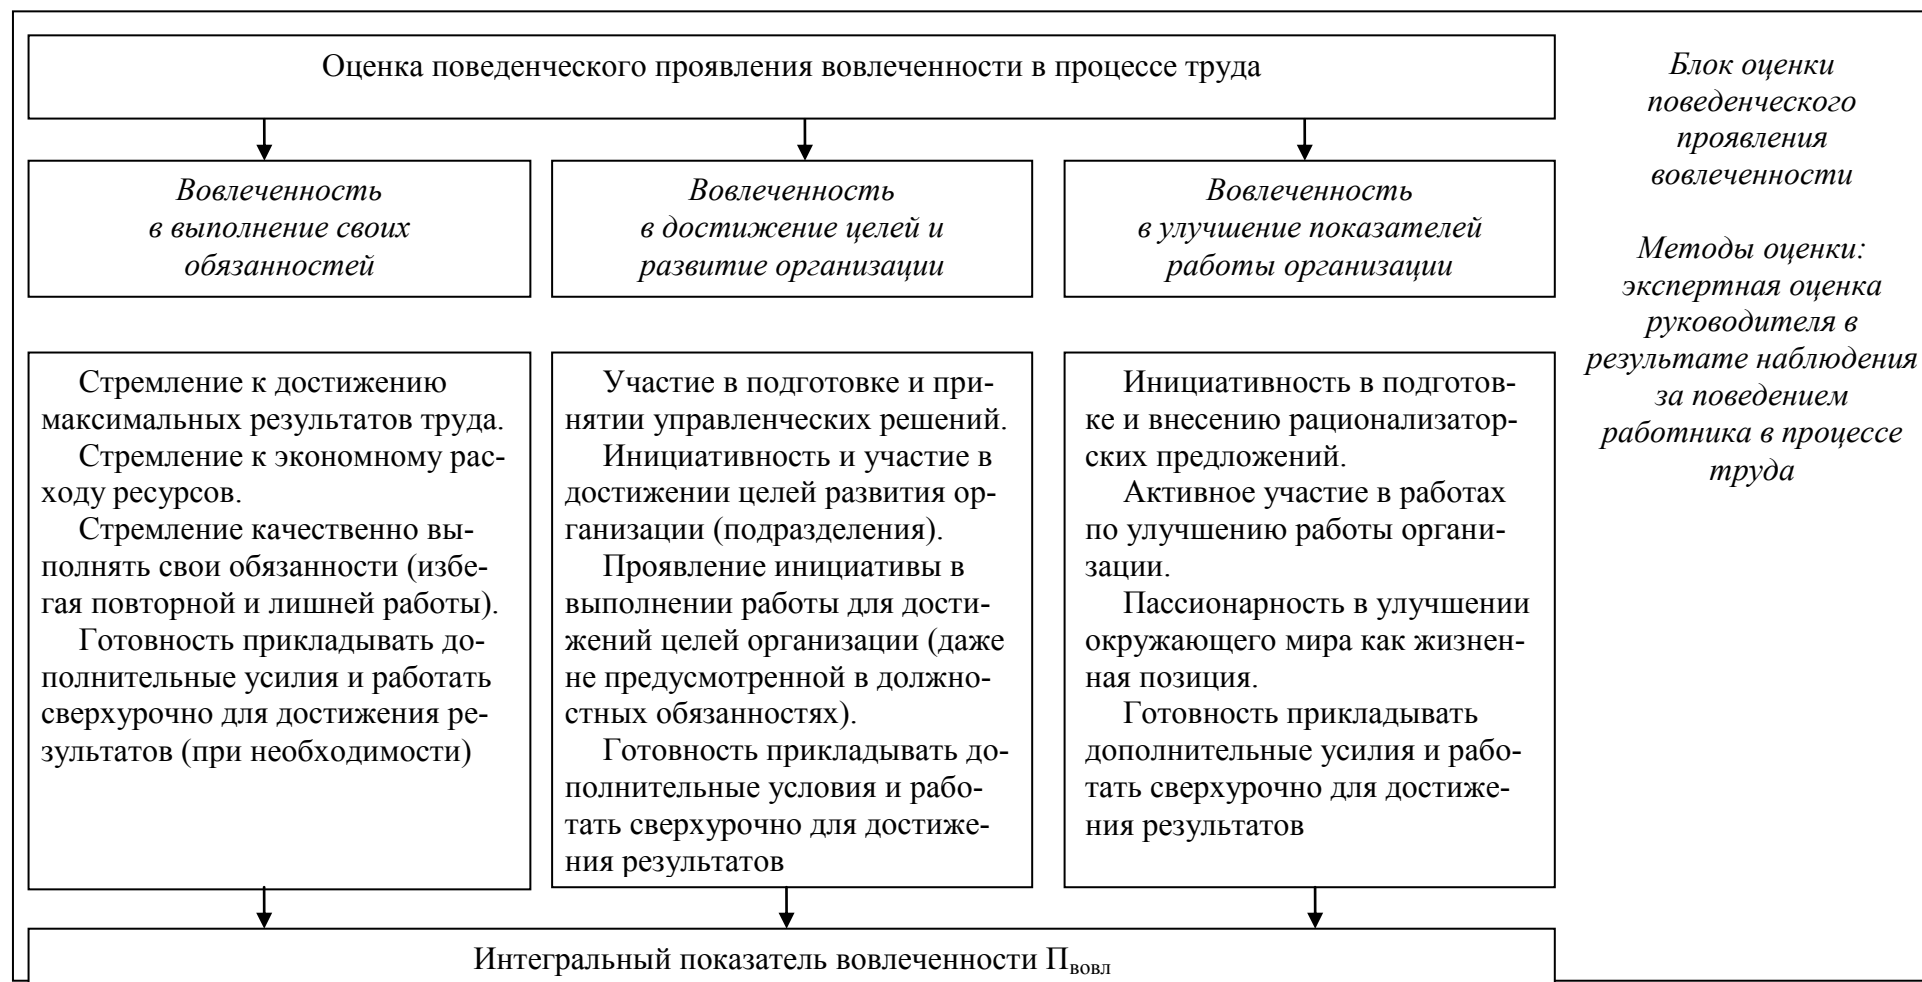 Оценка поведенческого проявления вовлеченности в процессе труда
Вовлеченность
в выполнение своих
обязанностей
Вовлеченность
в достижение целей и
развитие организации
Вовлеченность
в улучшение показателей
работы организации
Стремление к достижению
максимальных результатов труда.
Стремление к экономному рас-
ходу ресурсов.
Стремление качественно вы-
полнять свои обязанности (избе-
гая повторной и лишней работы).
Готовность прикладывать до-
полнительные усилия и работать
сверхурочно для достижения ре-
зультатов (при необходимости)
Участие в подготовке и при-
нятии управленческих решений.
Инициативность и участие в
достижении целей развития ор-
ганизации (подразделения).
Проявление инициативы в
выполнении работы для дости-
жений целей организации (даже
не предусмотренной в должно-
стных обязанностях).
Готовность прикладывать до-
полнительные условия и рабо-
тать сверхурочно для достиже-
ния результатов
Инициативность в подготов-
ке и внесению рационализатор-
ских предложений.
Активное участие в работах
по улучшению работы органи-
зации.
Пассионарность в улучшении
окружающего мира как жизнен-
ная позиция.
Готовность прикладывать
дополнительные усилия и рабо-
тать сверхурочно для достиже-
ния результатов
Интегральный показатель вовлеченности Пвовл
Блок оценки
поведенческого
проявления
вовлеченности
Методы оценки:
экспертная оценка
руководителя в
результате наблюдения
за поведением
работника в процессе
труда